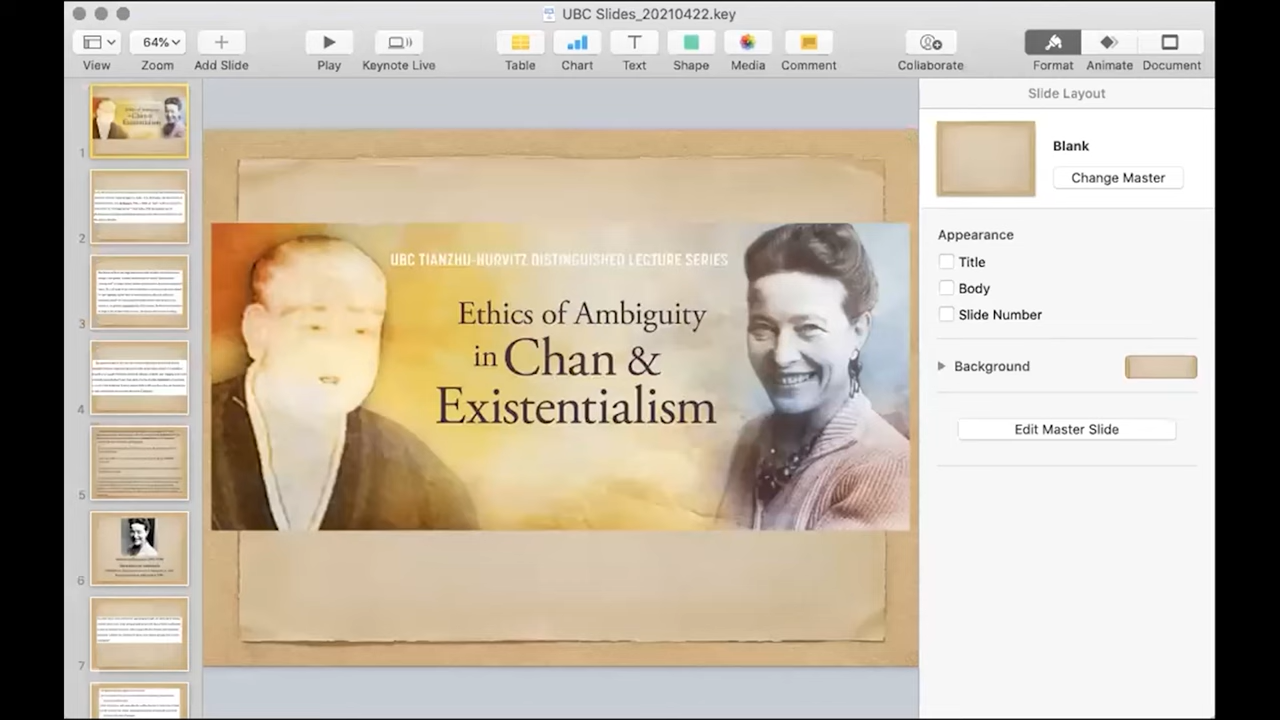 UBC Slides_20210422.key
64%
View
Zoom
Add Slide
Play
Keynote Live
Table
Chart
Text
Shape
Media
Comment
Collaborate
Format
Animate
Document
1
2
3
4
5
6
7
UBC TIANZHU-HURVITZ DISTINGUISHED LECTURE SERIES
Ethics of Ambiguity
in Chan &
Existentialism
Slide Layout
Blank
Change Master
Appearance
Title
Body
Slide Number
Background
Edit Master Slide